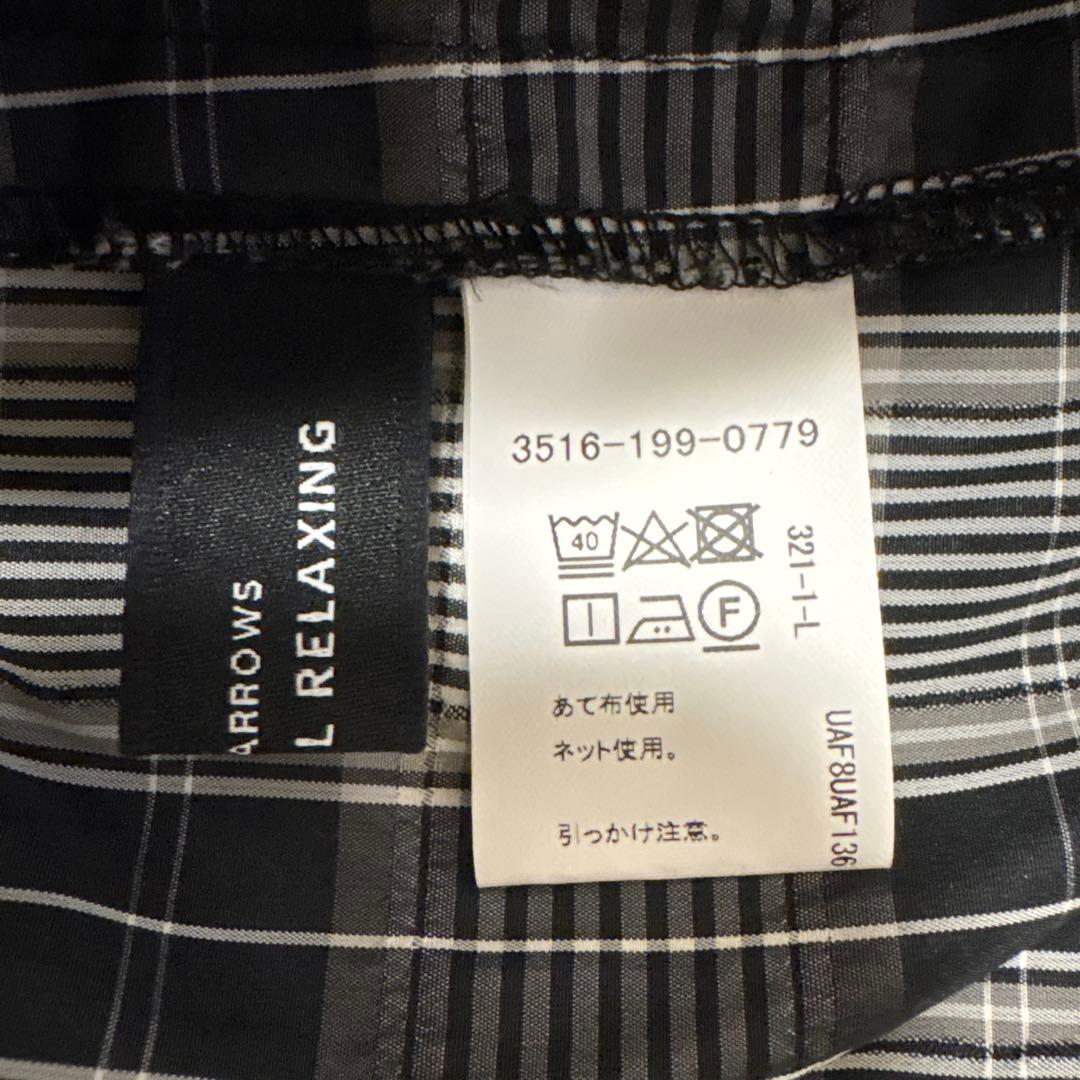 ARROWS
L RELAXING
3516-199-0779
40
F
321-1-L
あて布使用
ネット使用。
引っかけ注意。
UAF8UAF136